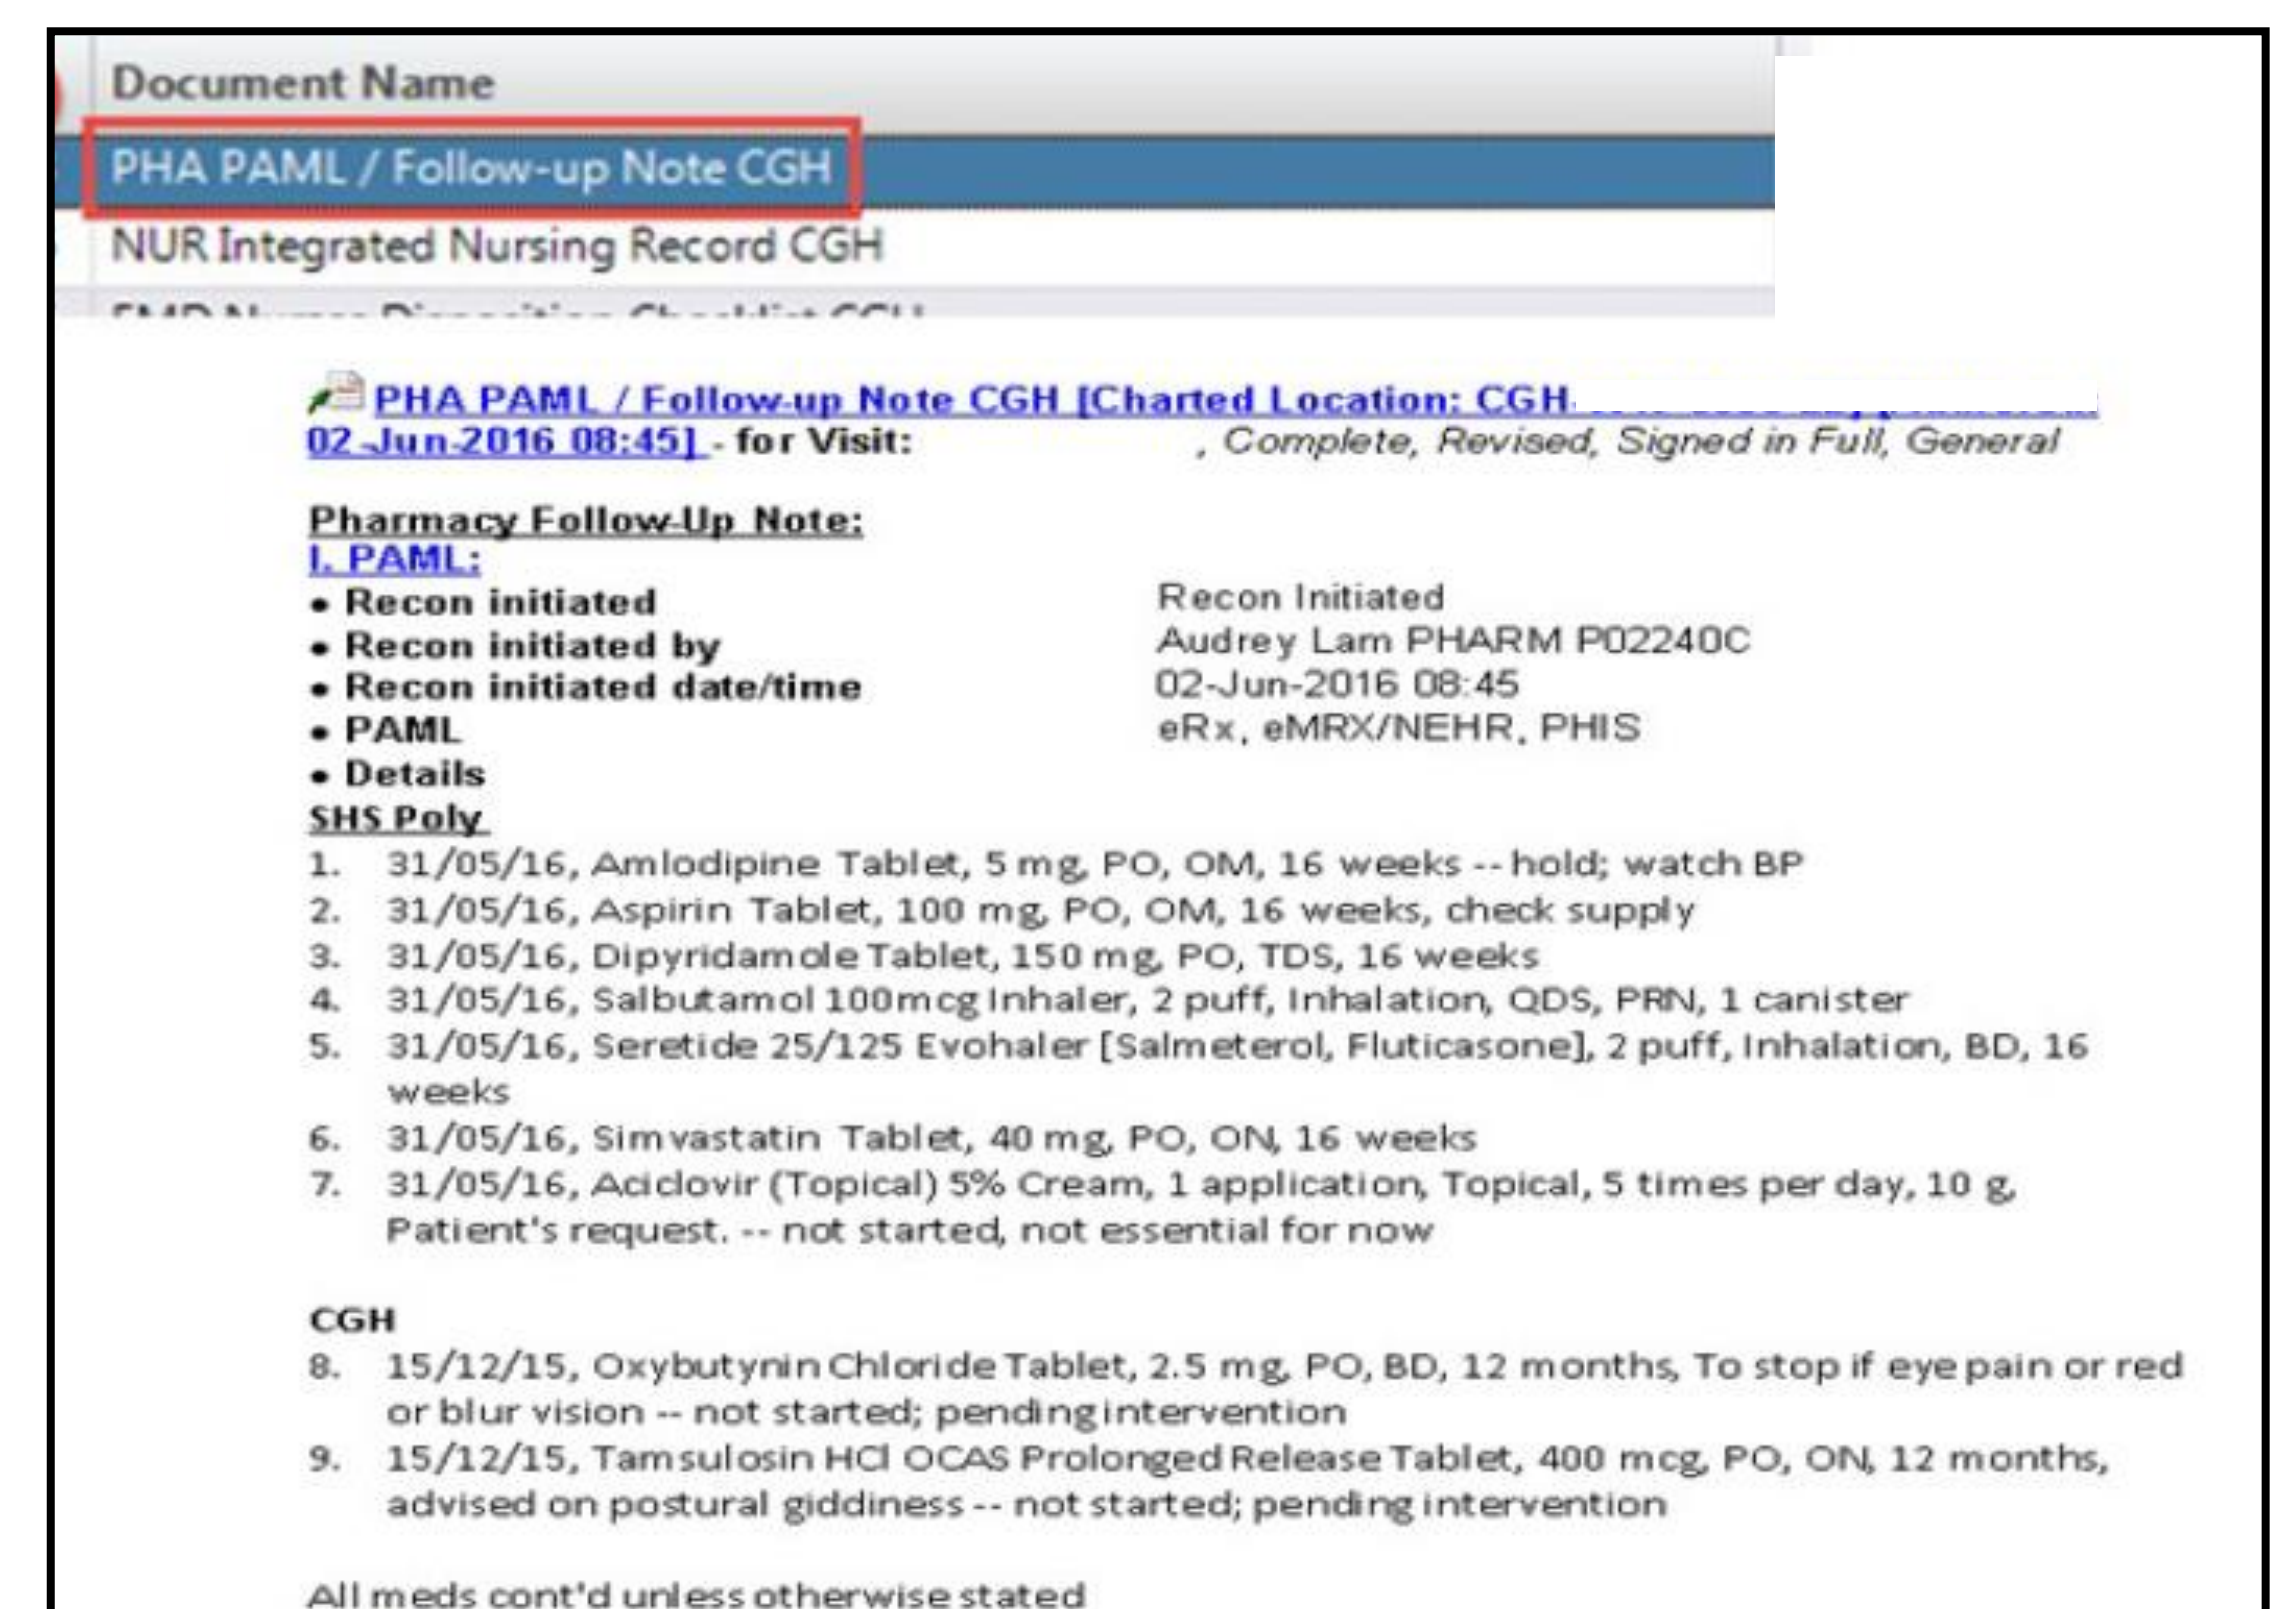 Document Name
PHA PAML / Follow-up Note CGH
NUR Integrated Nursing Record CGH
PHA PAML / Follow-up Note CGH [Charted Location: CGH-
02-Jun-2016 08:45] - for Visit: , Complete, Revised, Signed in Full, General
Pharmacy Follow-Up Note:
I. PAML:
• Recon initiated Recon Initiated
• Recon initiated by Audrey Lam PHARM P02240C
• Recon initiated date/time 02-Jun-2016 08:45
• PAML eRx, eMRX/NEHR, PHIS
• Details
SHS Poly
1. 31/05/16, Amlodipine Tablet, 5 mg, PO, OM, 16 weeks -- hold; watch BP
2. 31/05/16, Aspirin Tablet, 100 mg, PO, OM, 16 weeks, check supply
3. 31/05/16, Dipyridamole Tablet, 150 mg, PO, TDS, 16 weeks
4. 31/05/16, Salbutamol 100mcg Inhaler, 2 puff, Inhalation, QDS, PRN, 1 canister
5. 31/05/16, Seretide 25/125 Evohaler [Salmeterol, Fluticasone], 2 puff, Inhalation, BD, 16
weeks
6. 31/05/16, Simvastatin Tablet, 40 mg, PO, ON, 16 weeks
7. 31/05/16, Aciclovir (Topical) 5% Cream, 1 application, Topical, 5 times per day, 10 g,
Patient's request. -- not started, not essential for now
CGH
8. 15/12/15, Oxybutynin Chloride Tablet, 2.5 mg, PO, BD, 12 months, To stop if eye pain or red
or blur vision -- not started; pending intervention
9. 15/12/15, Tamsulosin HCl OCAS Prolonged Release Tablet, 400 mcg, PO, ON, 12 months,
advised on postural giddiness -- not started; pending intervention
All meds cont'd unless otherwise stated